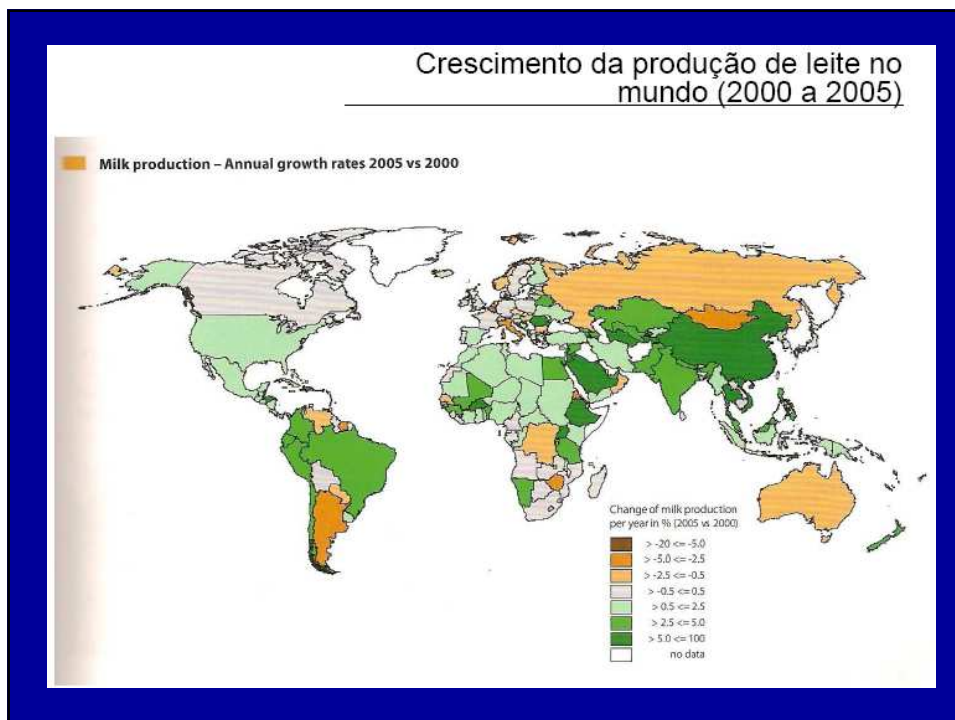 Crescimento da produção de leite no
mundo (2000 a 2005)
Milk production – Annual growth rates 2005 vs 2000
Change of milk production
per year in % (2005 vs 2000)
> -20 <= -5.0
> -5.0 <= -2.5
> -2.5 <= -0.5
> -0.5 <= 0.5
> 0.5 <= 2.5
> 2.5 <= 5.0
> 5.0 <= 100
no data